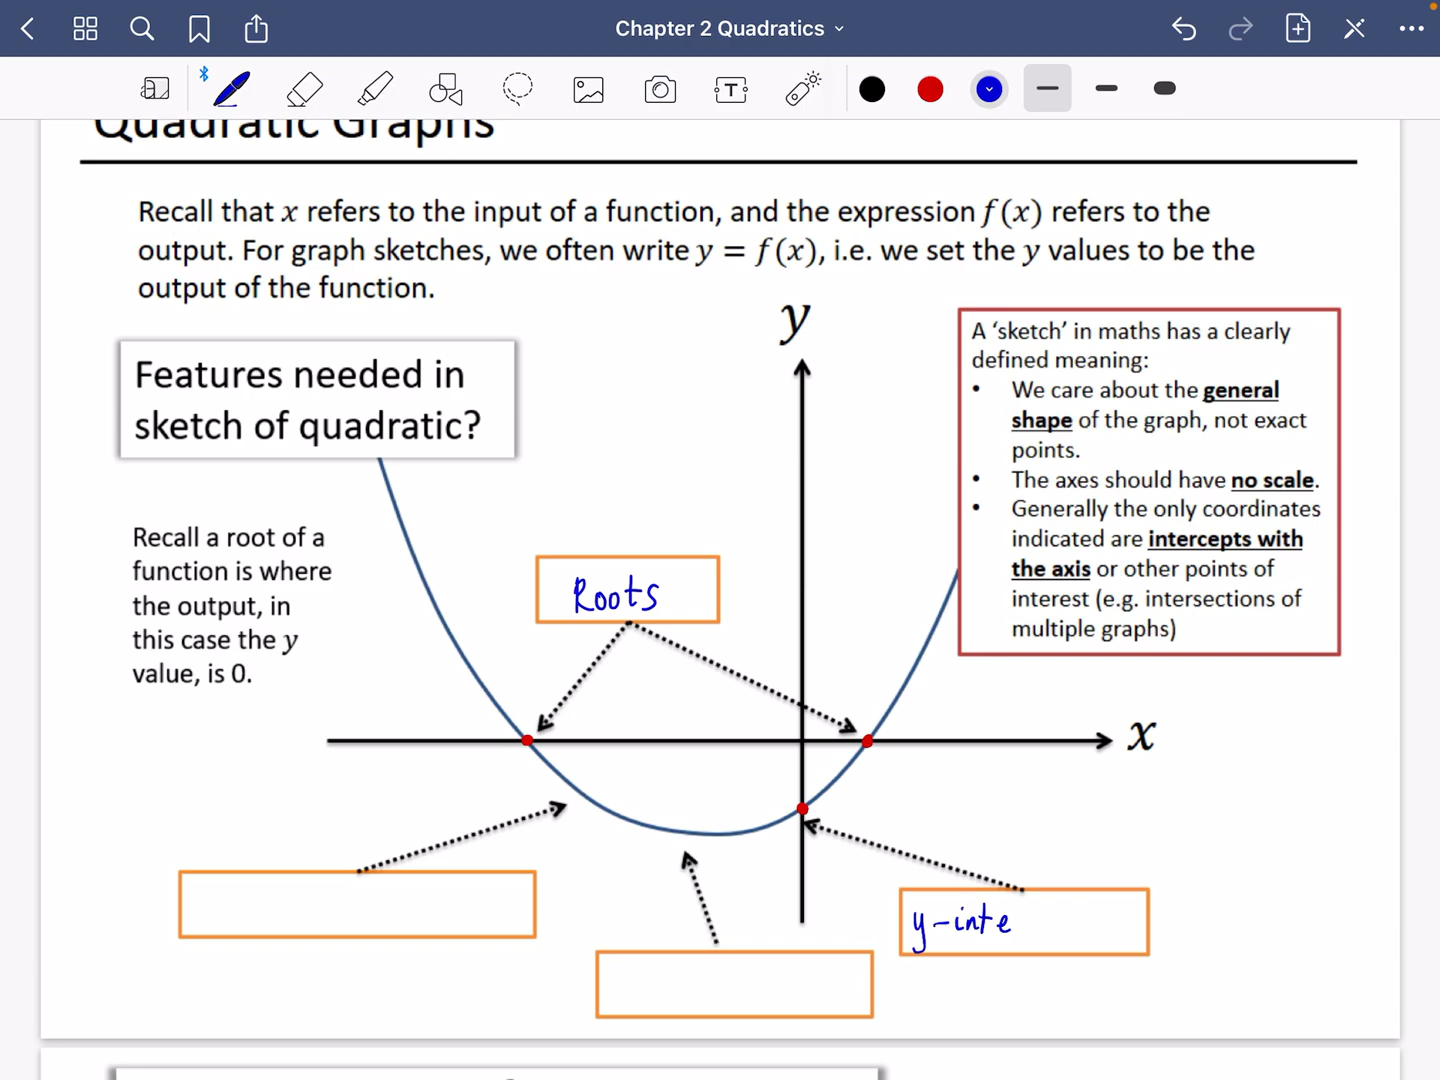 Chapter 2 Quadratics
T
Quadratic Graphs
Recall that x refers to the input of a function, and the expression f(x) refers to the
output. For graph sketches, we often write y = f(x), i.e. we set the y values to be the
output of the function.
Features needed in
sketch of quadratic?
Recall a root of a
function is where
the output, in
this case the y
value, is 0.
y
A ‘sketch’ in maths has a clearly
defined meaning:
• We care about the general
shape of the graph, not exact
points.
• The axes should have no scale.
• Generally the only coordinates
indicated are intercepts with
the axis or other points of
interest (e.g. intersections of
multiple graphs)
Roots
x
y-inte